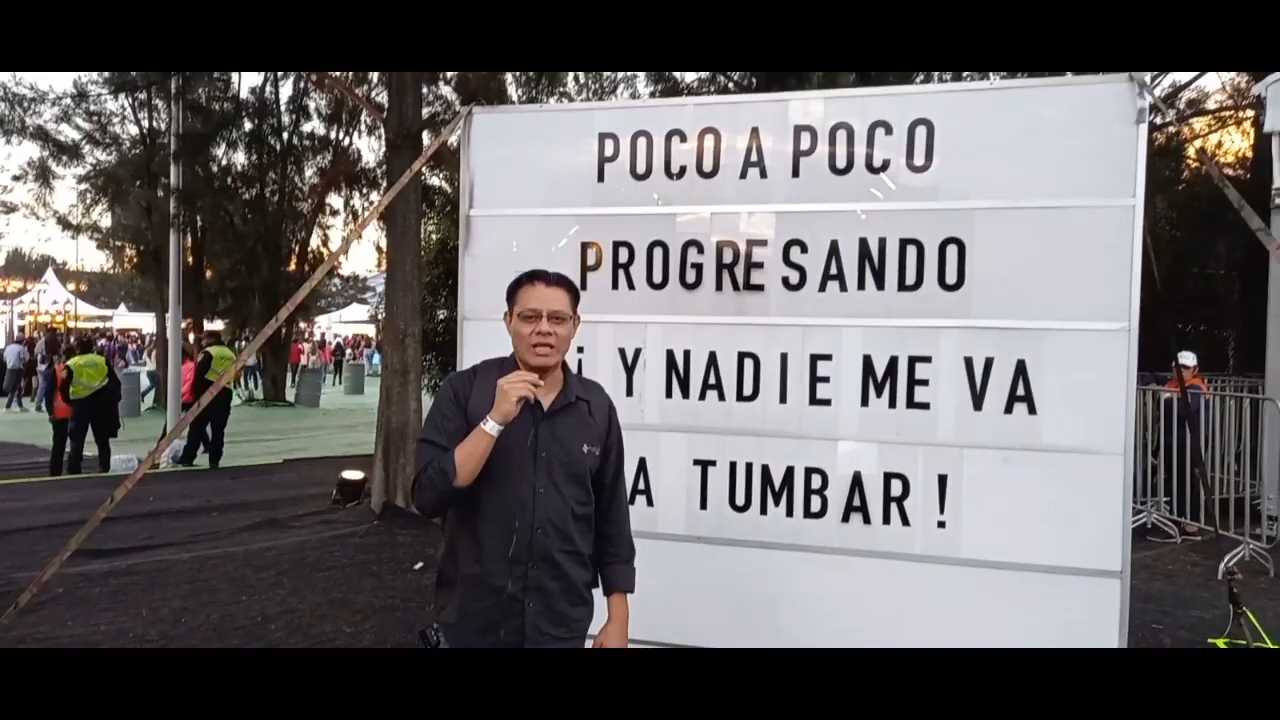 POCO A POCO
PROGRESANDO
¡ Y NADIE ME VA
A TUMBAR!